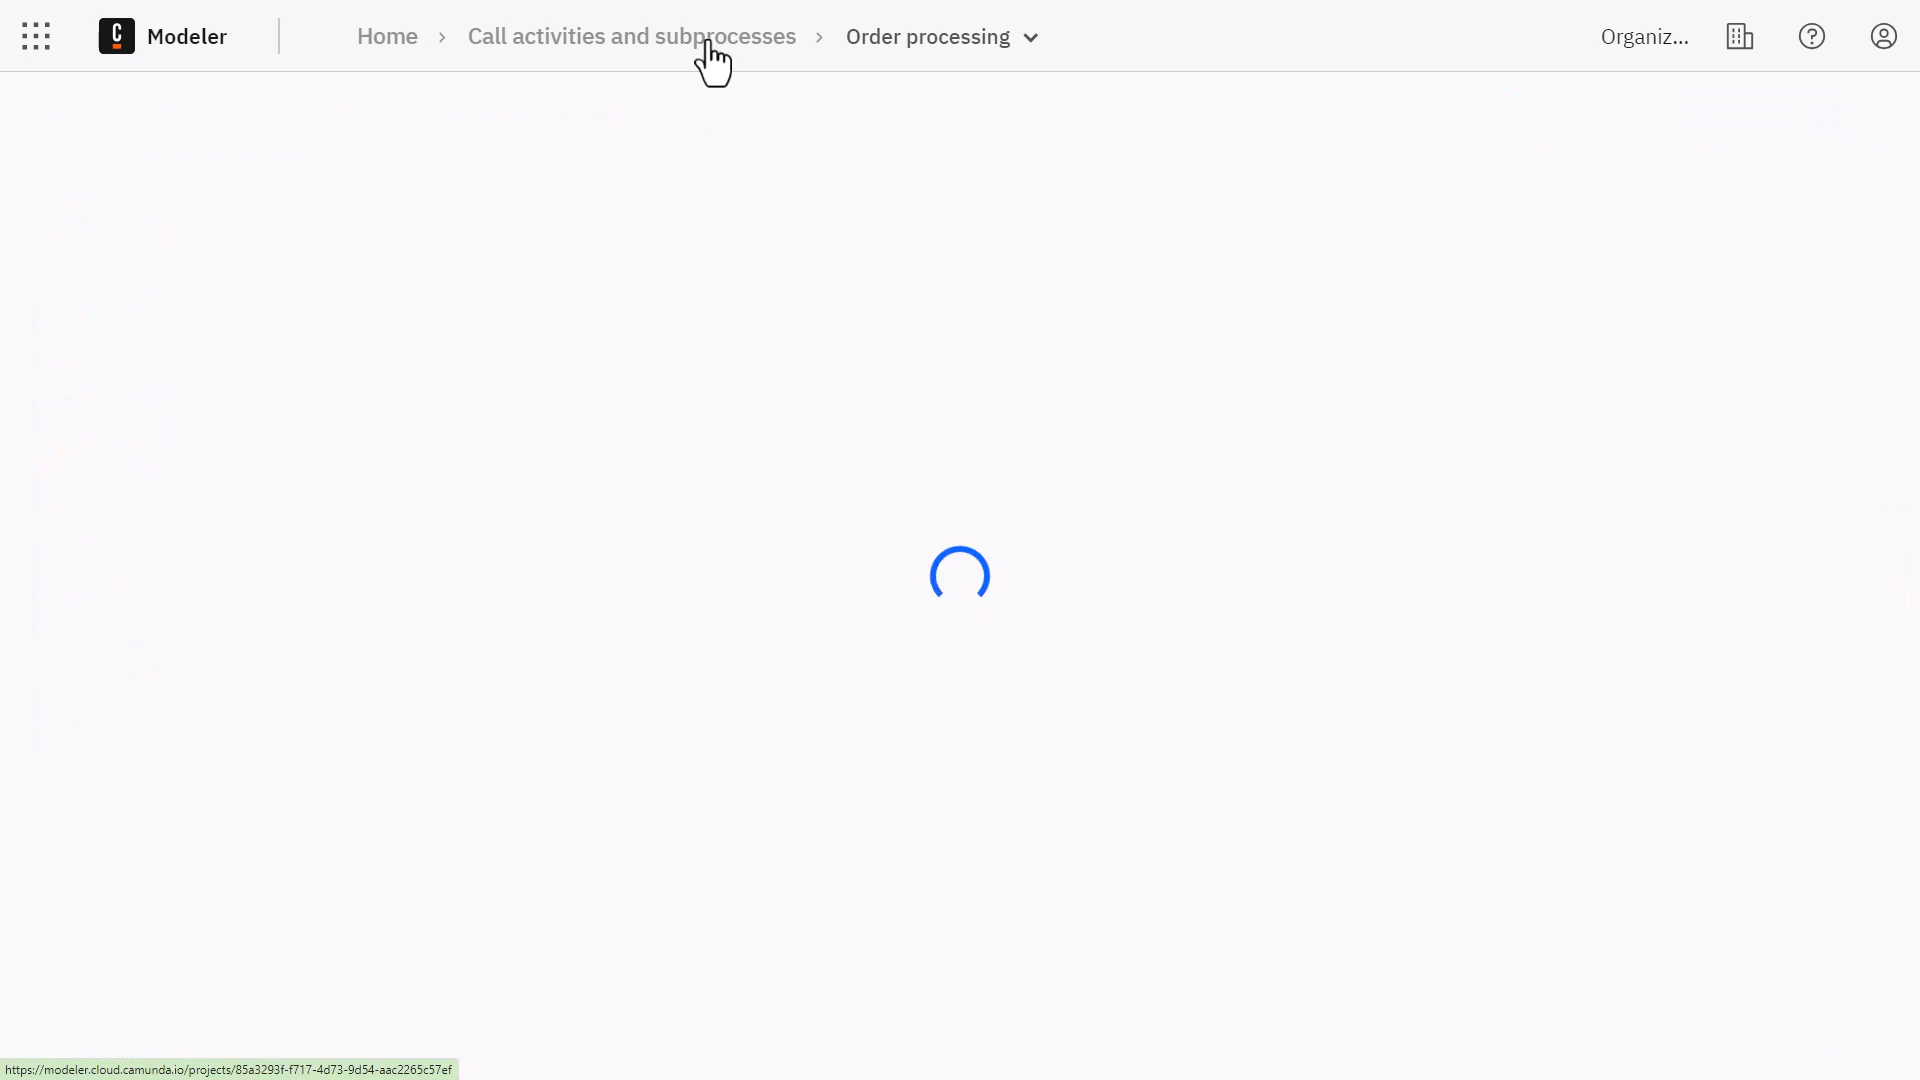 Modeler
Home
Call activities and subprocesses
Order processing
Organiz...
https://modeler.cloud.camunda.io/projects/85a3293f-f717-4d73-9d54-aac2265c57ef